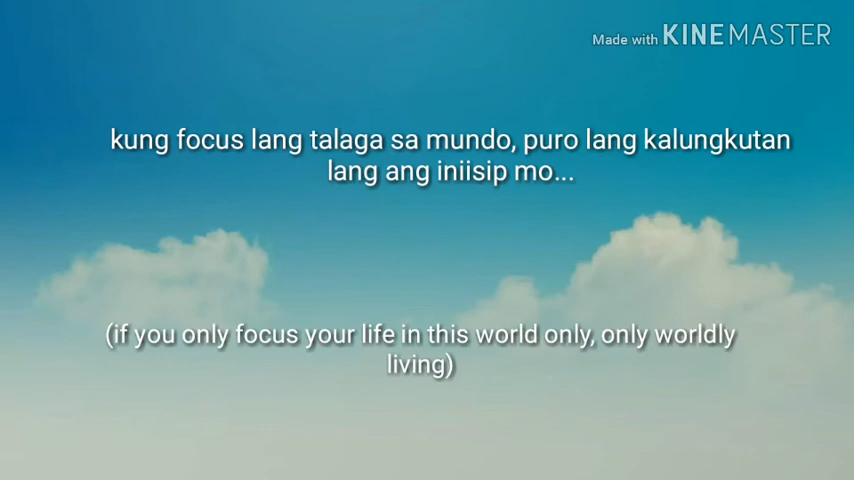 Made with KINEMASTER
kung focus lang talaga sa mundo, puro lang kalungkutan
lang ang iniisip mo...
(if you only focus your life in this world only, only worldly
living)